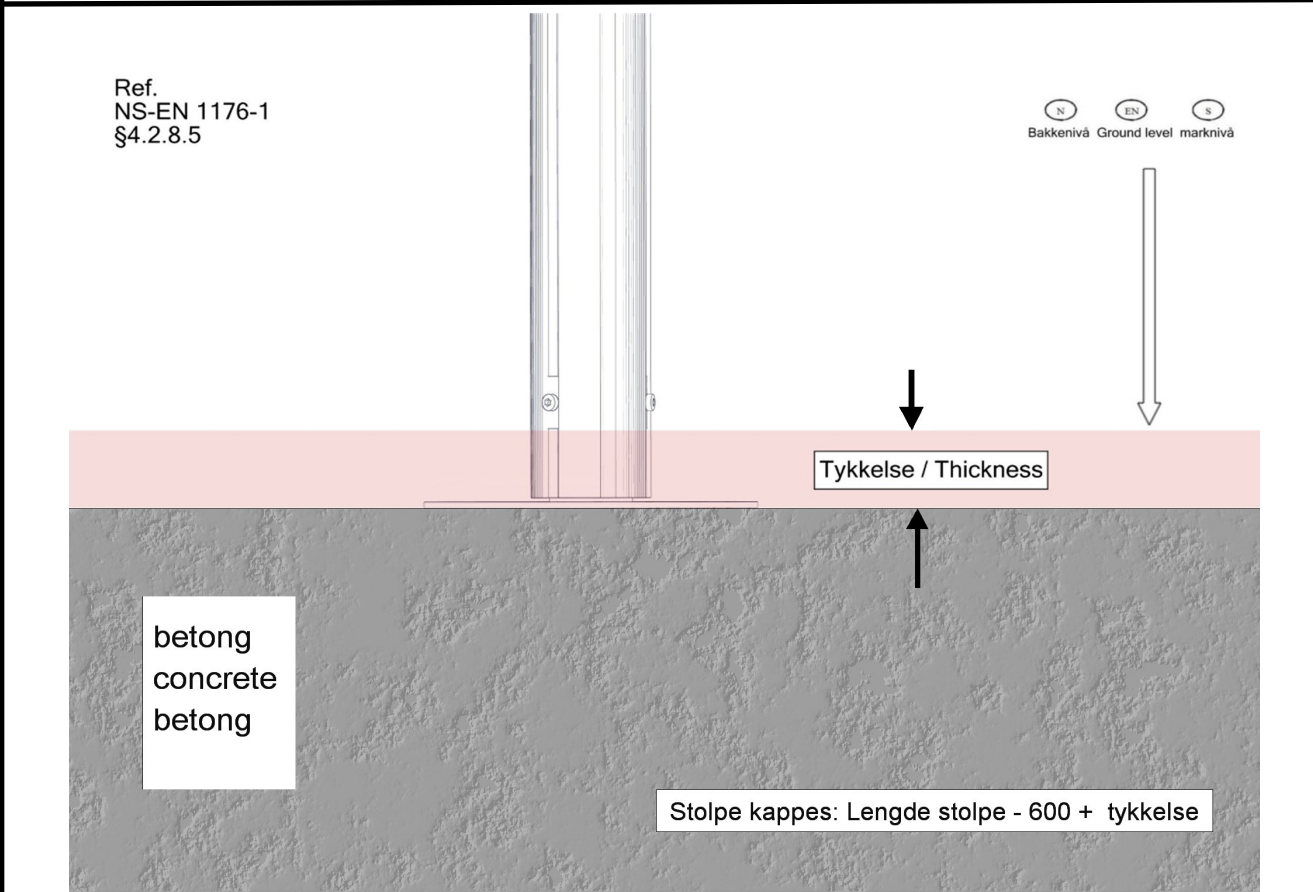 Ref.
NS-EN 1176-1
§4.2.8.5
N EN S
Bakkenivå Ground level marknivå
Tykkelse / Thickness
betong
concrete
betong
Stolpe kappes: Lengde stolpe - 600 + tykkelse